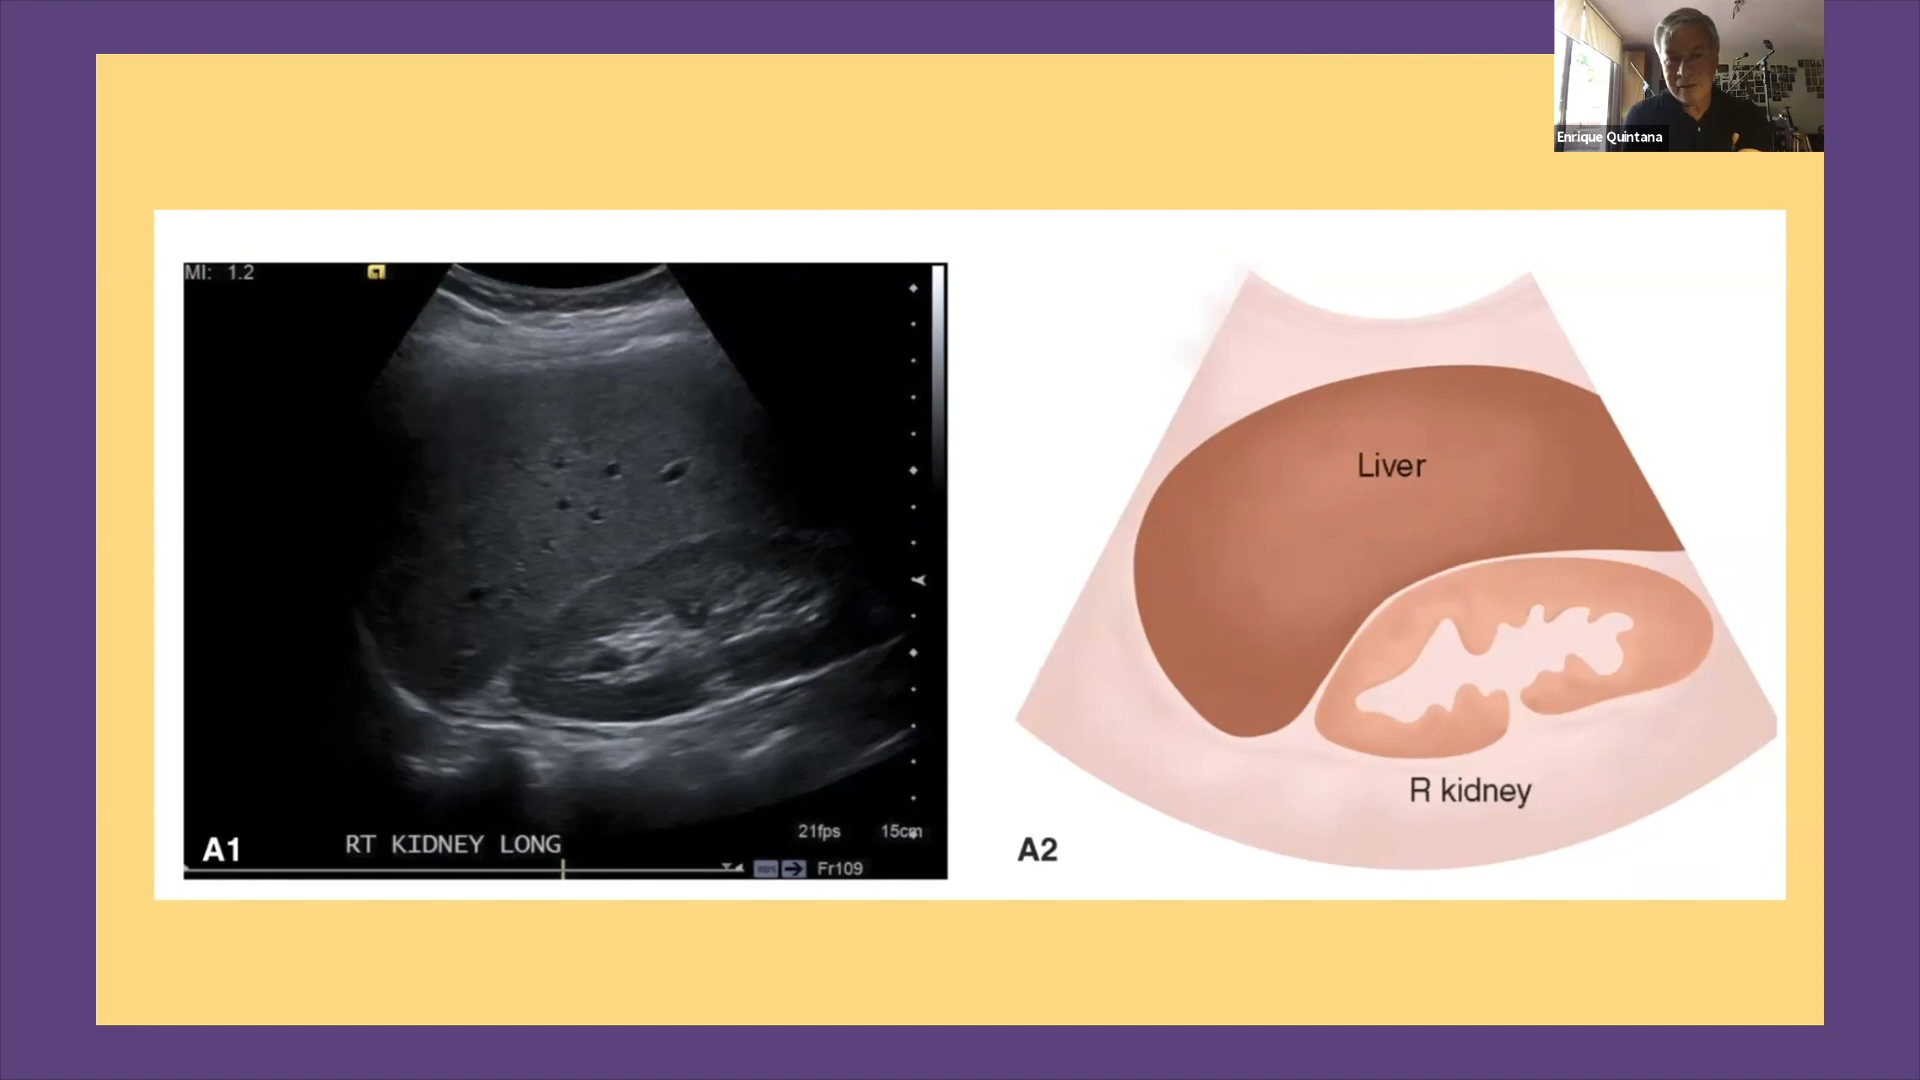 Enrique Quintana
MI: 1.2
Liver
R kidney
A1
RT KIDNEY LONG
21fps
15cm
Fr109
A2